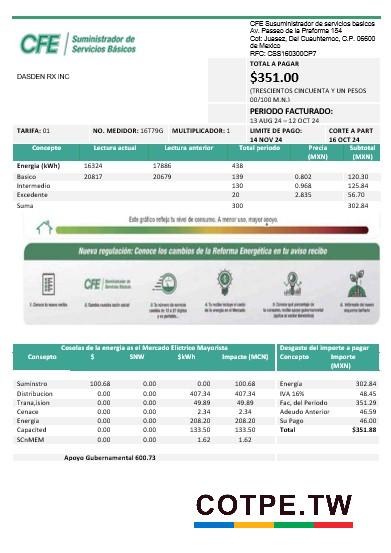 CFE Suministrador de
Servicios Básicos
CFE Susuministrador de servicios basicos
Av. Passeo de la Praforma 154
Col: Juasez, Del Cuauhtemoc, C.P. 06600
de Mexico
RFC: CSS160300CP7
DASDEN RX INC
TOTAL A PAGAR
$351.00
(TRESCIENTOS CINCUENTA Y UN PESOS
00/100 M.N.)
PERIODO FACTURADO:
13 AUG 24 – 12 OCT 24
TARIFA: 01 NO. MEDIDOR: 16T79G MULTIPLICADOR: 1 LIMITE DE PAGO: CORTE A PART
14 NOV 24 16 OCT 24
Concepto Lectura actual Lectura anterior Total periodo Precia Subtotal
(MXN) (MXN)
Energia (kWh) 16324 17886 438
Basico 20817 20679 139 0.802 120.30
Intermedio 130 0.968 125.84
Excedente 20 2.835 56.70
Suma 300 302.84
Este gráfico refleja tu nivel de consumo. A menor uso, mayor apoyo.
Nueva regulación: Conoce los cambios de la Reforma Energética en tu aviso recibo
CFE Suministrador de
Servicios Básicos
Coselas de la energia es el Mercado Elictrico Mayorista
Concepto $ SNW $kWh Impacte (MCN)
Suminstro 100.68 0.00 0.00 100.68
Distribucion 0.00 0.00 407.34 407.34
Trana,ision 0.00 0.00 49.89 49.89
Cenace 0.00 0.00 2.34 2.34
Energia 0.00 0.00 208.20 208.20
Capacited 0.00 0.00 133.50 133.50
SCnMEM 0.00 0.00 1.62 1.62
Desgasto del importe a pagar
Concepto Importe
(MXN)
Energia 302.84
IVA 16% 48.45
Fac, del Periodo 351.29
Adeudo Anterior 46.59
Su Pago 46.00
Total $351.88
Apoyo Gubernamental 600.73
COTPE.TW